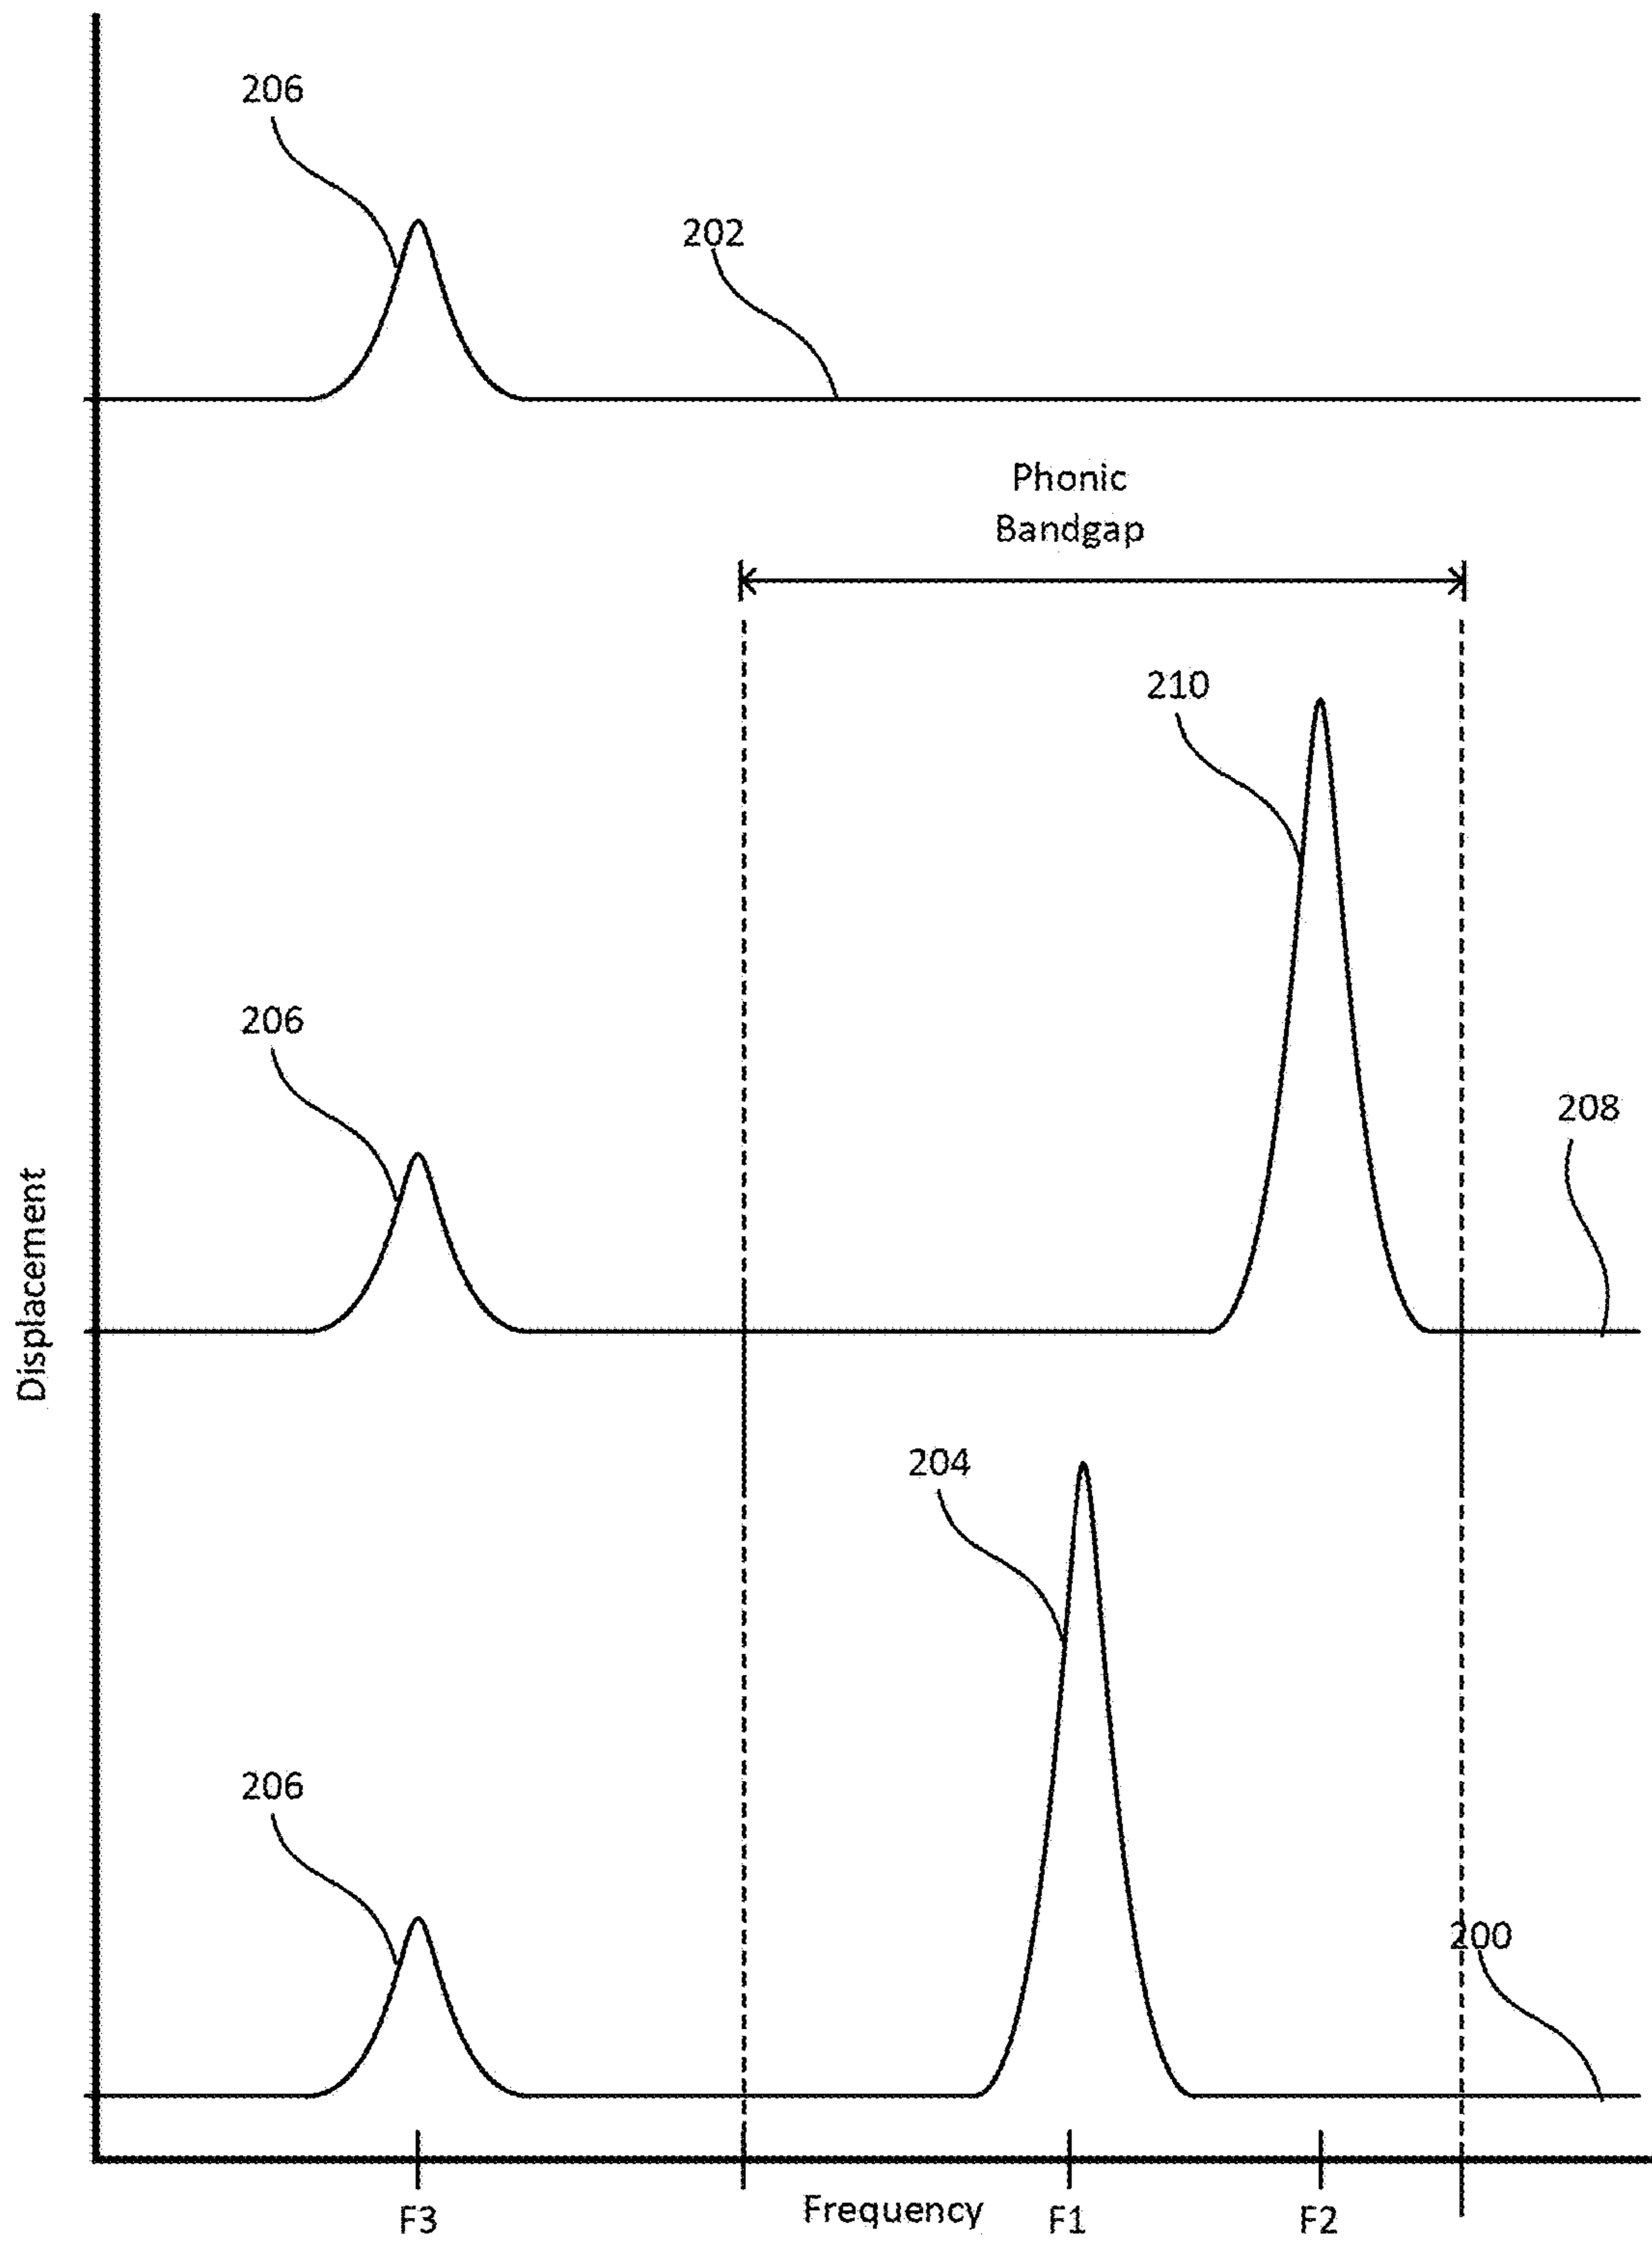 206
202
Phonic
Bandgap
210
206
208
Displacement
204
206
200
F3
Frequency
F1
F2